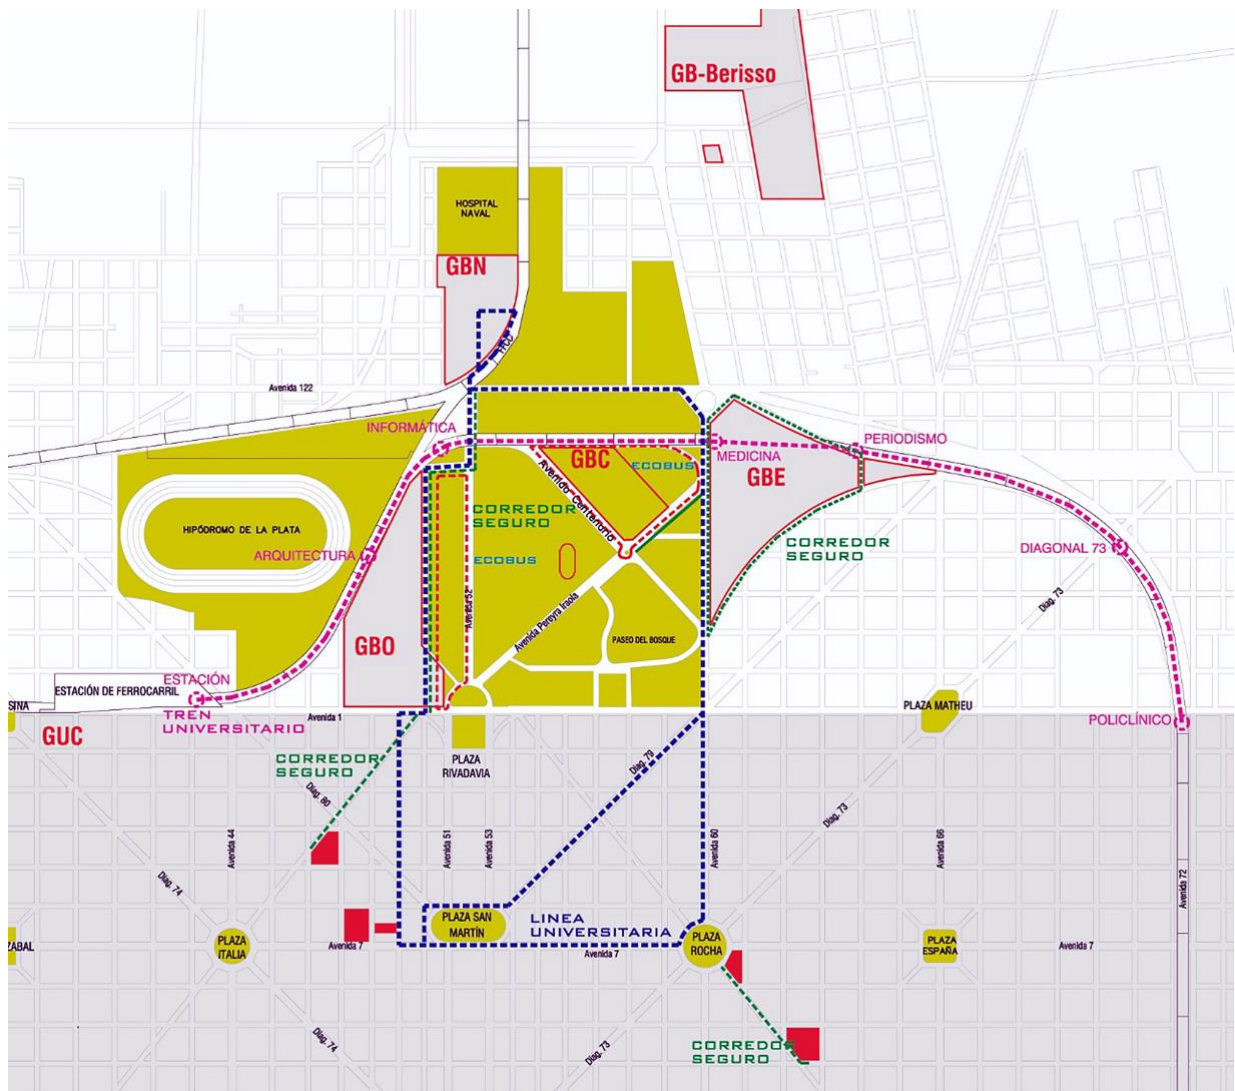 GB-Berisso
HOSPITAL
NAVAL
GBN
FFCC
Avenida 122
INFORMÁTICA
PERIODISMO
MEDICINA
GBC
ECOBUS
GBE
Avenida Centenario
CORREDOR
SEGURO
HIPÓDROMO DE LA PLATA
ARQUITECTURA
ECOBUS
CORREDOR
SEGURO
DIAGONAL 73
Diag. 73
Avenida 52
Avenida Pereyra Iraola
PASEO DEL BOSQUE
GBO
ESTACIÓN
ESTACIÓN DE FERROCARRIL
SINA
TREN
UNIVERSITARIO
Avenida 1
PLAZA MATHEU
POLICLÍNICO
GUC
CORREDOR
SEGURO
PLAZA
RIVADAVIA
Diag. 79
Diag. 80
Diag. 73
Avenida 44
Avenida 51
Avenida 53
Avenida 60
Avenida 66
Avenida 72
Diag. 74
PLAZA SAN
MARTÍN
LINEA
UNIVERSITARIA
ZABAL
PLAZA
ITALIA
Avenida 7
Avenida 7
PLAZA
ROCHA
PLAZA
ESPAÑA
Avenida 7
Diag. 74
Diag. 73
CORREDOR
SEGURO